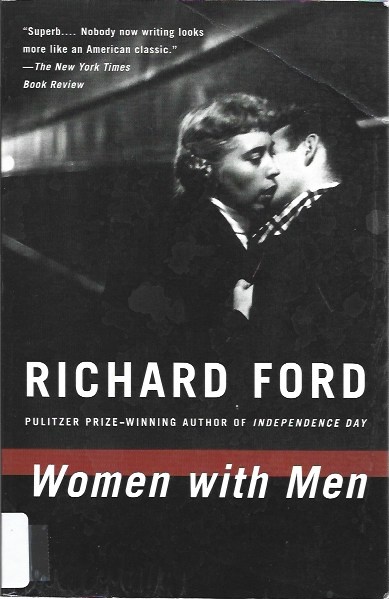 “Superb.... Nobody now writing looks
more like an American classic.”
—The New York Times
Book Review
RICHARD FORD
PULITZER PRIZE–WINNING AUTHOR OF INDEPENDENCE DAY
Women with Men